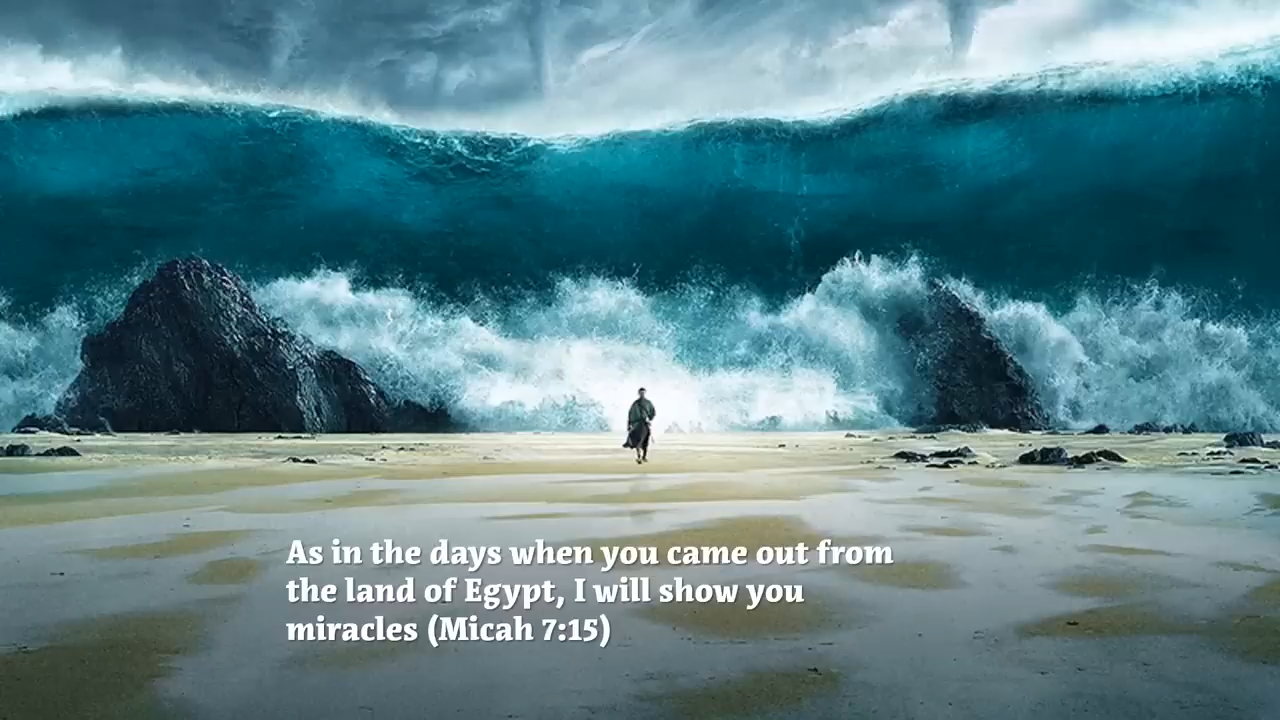 As in the days when you came out from
the land of Egypt, I will show you
miracles (Micah 7:15)